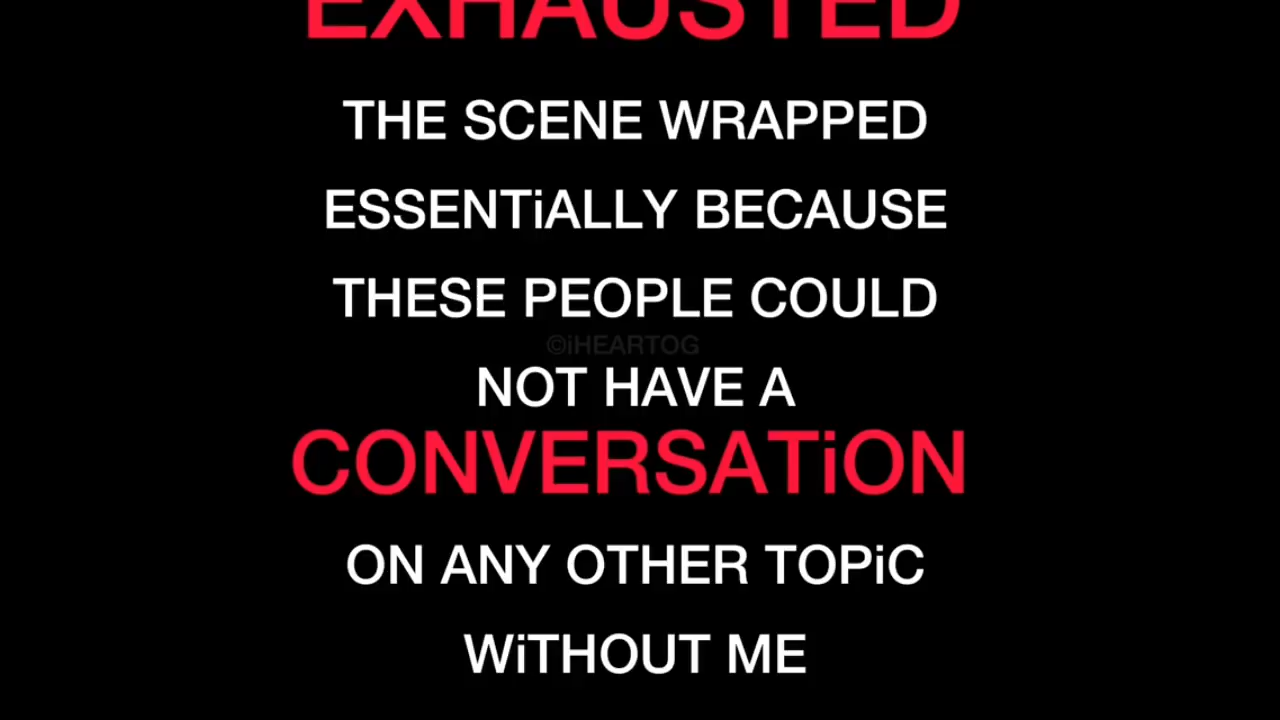 EXHAUSTED
THE SCENE WRAPPED
ESSENTiALLY BECAUSE
THESE PEOPLE COULD
©iHEARTOG
NOT HAVE A
CONVERSATiON
ON ANY OTHER TOPiC
WiTHOUT ME